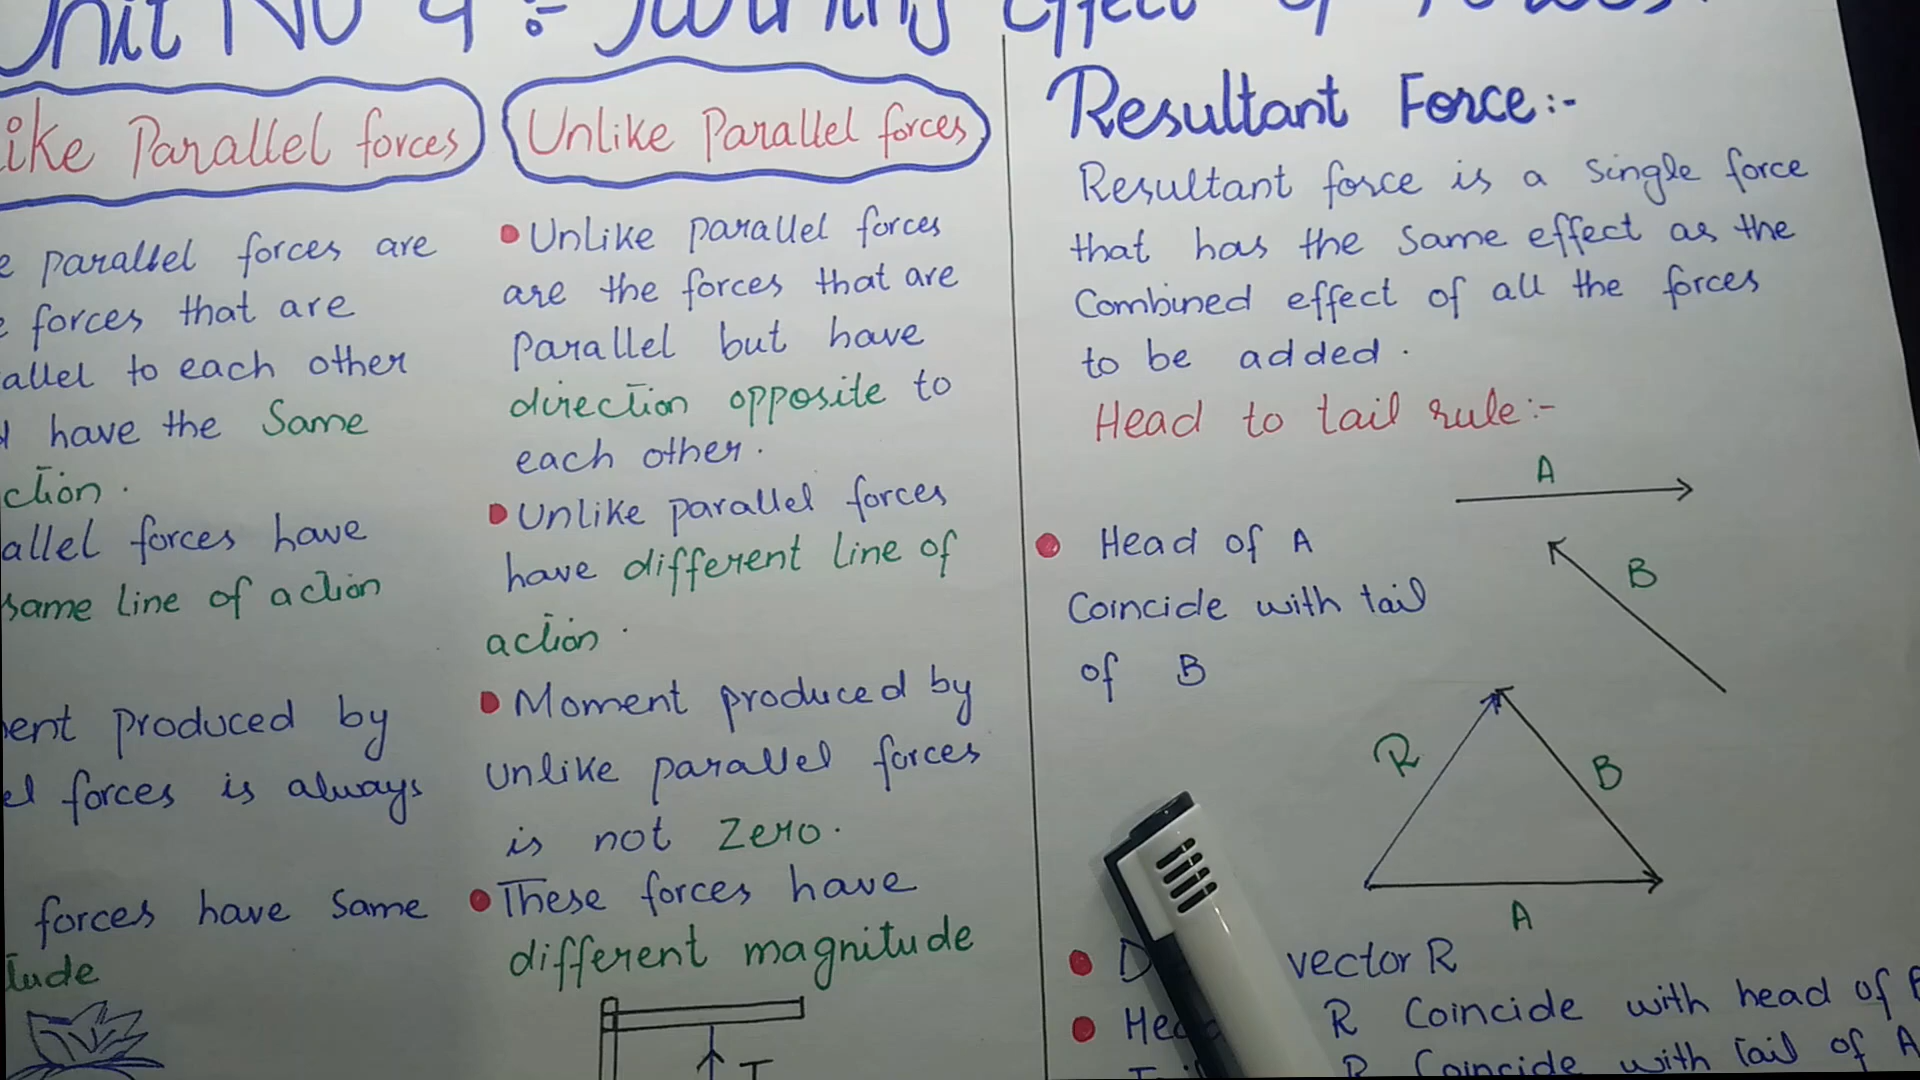 Unit No 4 :- Turning Effect of Forces.
ike Parallel forces
e parallel forces are
e forces that are
allel to each other
d have the Same
ction.
allel forces have
same line of action
ent produced by
el forces is always
forces have same
tude
Unlike Parallel forces
Unlike parallel forces
are the forces that are
Parallel but have
direction opposite to
each other.
Unlike parallel forces
have different line of
action.
Moment produced by
unlike parallel forces
is not Zero.
These forces have
different magnitude
T
Resultant Force:-
Resultant force is a single force
that has the same effect as the
Combined effect of all the forces
to be added.
Head to tail rule:-
A
B
Head of A
Coincide with tail
of B
R
B
A
vector R
R Coincide with head of B
R Coincide with tail of A